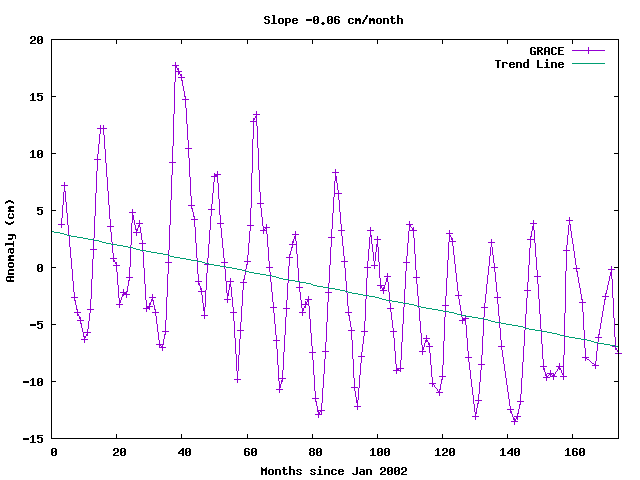 Slope -0.06 cm/month
GRACE
Trend Line
20
15
10
5
0
-5
-10
-15
Anomaly (cm)
0 20 40 60 80 100 120 140 160
Months since Jan 2002